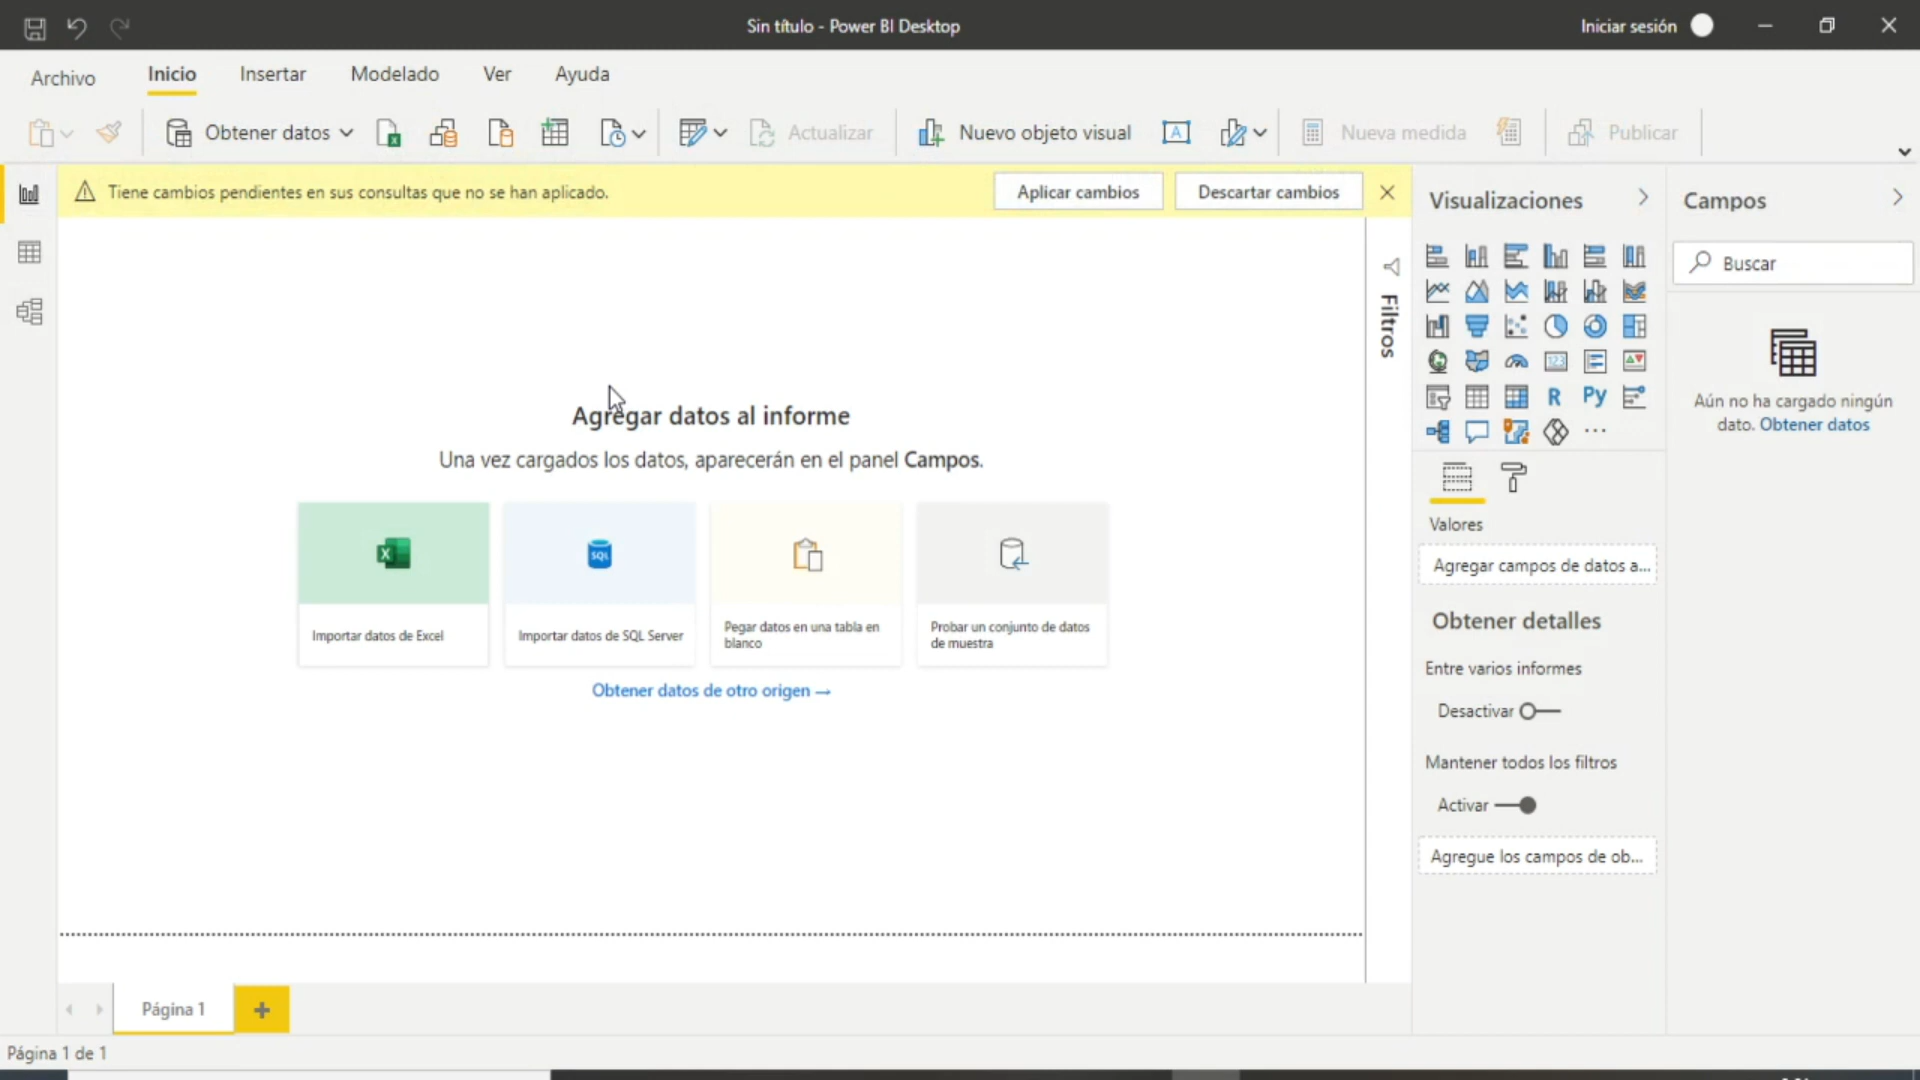 Sin título - Power BI Desktop
Iniciar sesión
Archivo
Inicio
Insertar
Modelado
Ver
Ayuda
Obtener datos
Actualizar
Nuevo objeto visual
Nueva medida
Publicar
Tiene cambios pendientes en sus consultas que no se han aplicado.
Aplicar cambios
Descartar cambios
Agregar datos al informe
Una vez cargados los datos, aparecerán en el panel Campos.
Importar datos de Excel
SQL
Importar datos de SQL Server
Pegar datos en una tabla en
blanco
Probar un conjunto de datos
de muestra
Obtener datos de otro origen →
Filtros
Visualizaciones
123
R
Py
...
Valores
Agregar campos de datos a...
Obtener detalles
Entre varios informes
Desactivar
Mantener todos los filtros
Activar
Agregue los campos de ob...
Campos
Buscar
Aún no ha cargado ningún
dato. Obtener datos
Página 1
Página 1 de 1